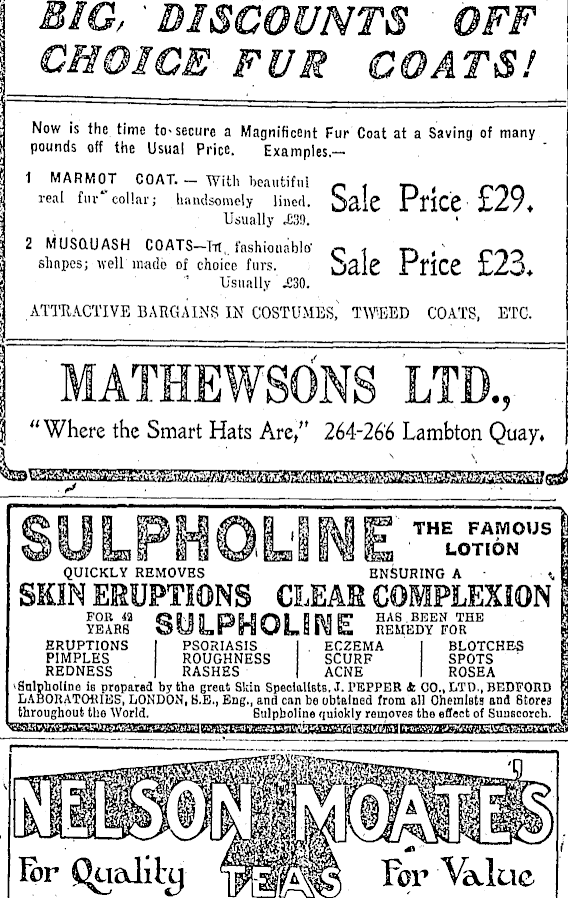 BIG DISCOUNTS OFF
CHOICE FUR COATS!
Now is the time to secure a Magnificent Fur Coat at a Saving of many
pounds off the Usual Price. Examples.—
1 MARMOT COAT. — With beautiful
real fur collar; handsomely lined.
Usually £39.
Sale Price £29.
2 MUSQUASH COATS—In fashionable
shapes; well made of choice furs.
Usually £30.
Sale Price £23.
ATTRACTIVE BARGAINS IN COSTUMES, TWEED COATS, ETC.
MATHEWSONS LTD.,
"Where the Smart Hats Are," 264-266 Lambton Quay.
SULPHOLINE THE FAMOUS
LOTION
QUICKLY REMOVES ENSURING A
SKIN ERUPTIONS CLEAR COMPLEXION
FOR 42
YEARS SULPHOLINE HAS BEEN THE
REMEDY FOR
ERUPTIONS PSORIASIS ECZEMA BLOTCHES
PIMPLES ROUGHNESS SCURF SPOTS
REDNESS RASHES ACNE ROSEA
Sulpholine is prepared by the great Skin Specialists, J. PEPPER & CO., LTD., BEDFORD
LABORATORIES, LONDON, S.E., Eng., and can be obtained from all Chemists and Stores
throughout the World. Sulpholine quickly removes the effect of Sunscorch.
NELSON MOATE'S
For Quality TEAS For Value